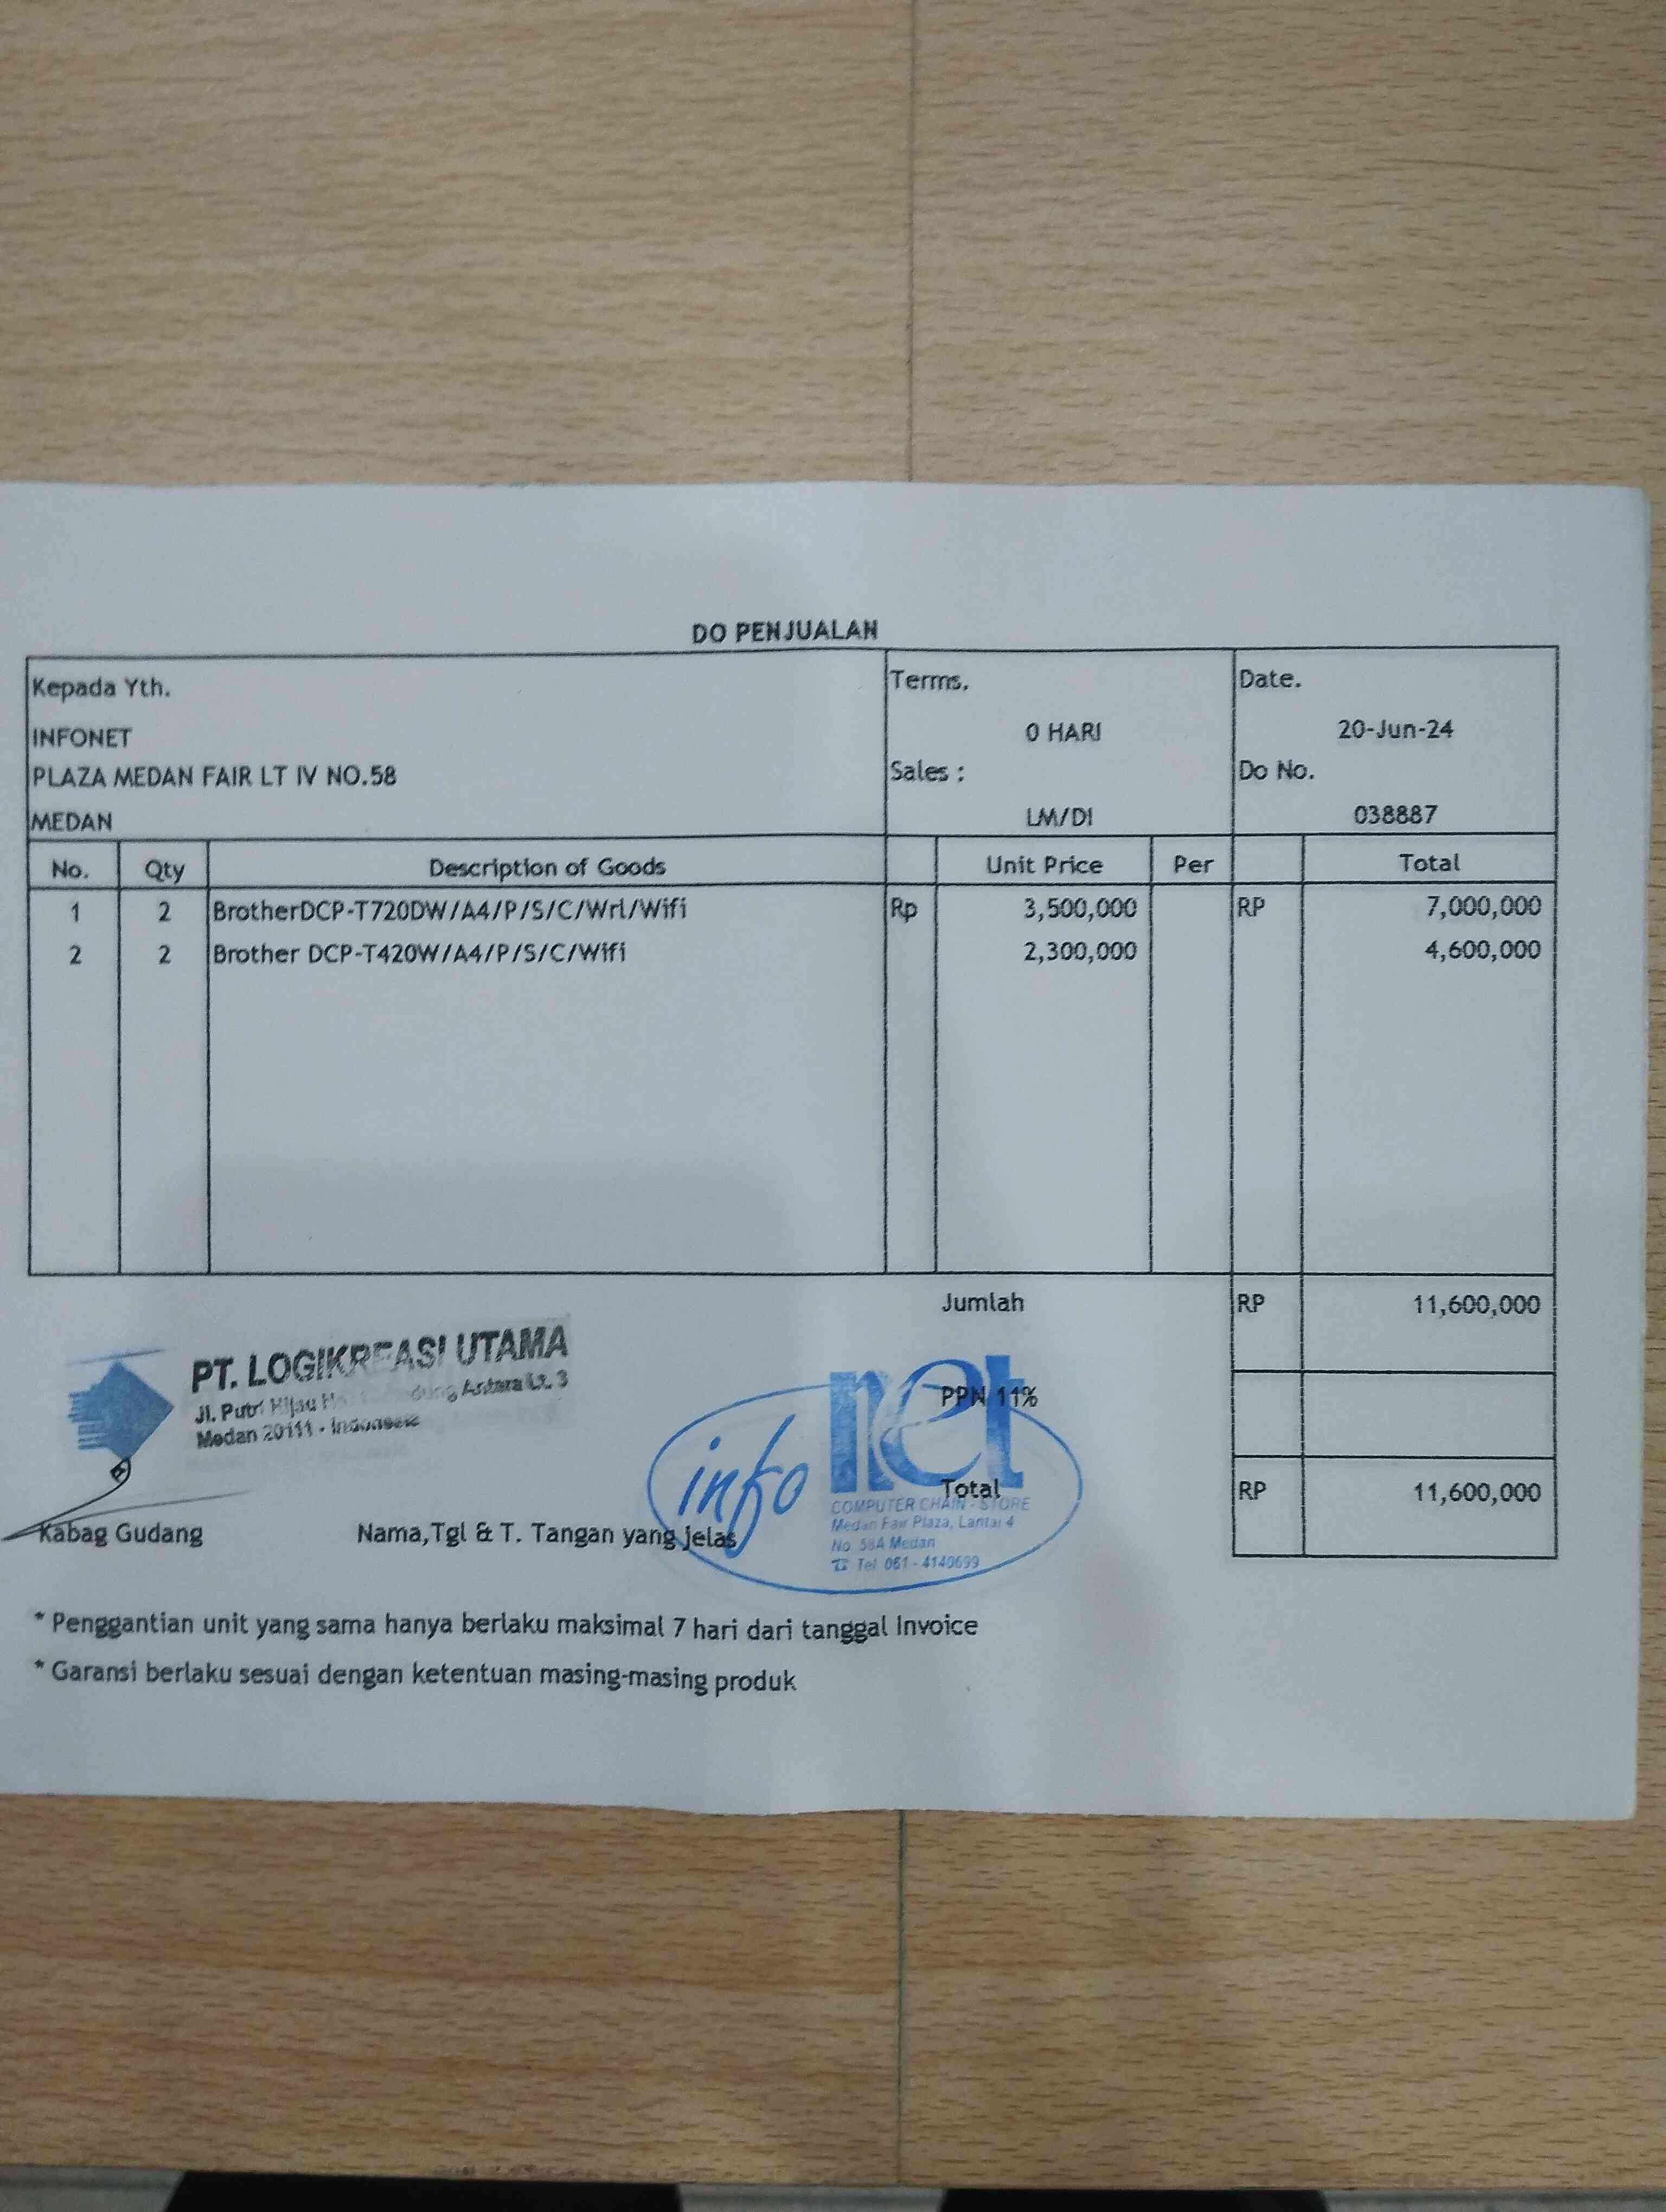 DO PENJUALAN
Kepada Yth.
INFONET
PLAZA MEDAN FAIR LT IV NO.58
MEDAN
Terms.
0 HARI
Sales :
LM/DI
Date.
20-Jun-24
Do No.
038887
No. Qty Description of Goods Unit Price Per Total
1 2 BrotherDCP-T720DW/A4/P/S/C/Wrl/Wifi Rp 3,500,000 RP 7,000,000
2 2 Brother DCP-T420W/A4/P/S/C/Wifi 2,300,000 4,600,000
Jumlah RP 11,600,000
PPN 11%
Total RP 11,600,000
PT. LOGIKREASI UTAMA
Jl. Putri Hijau Antara Lt. 3
Medan 20111 - Indonesia
info net
COMPUTER CHAIN - STORE
Medan Fair Plaza, Lantai 4
No. 58A Medan
☎ Tel. 061 - 4140699
Kabag Gudang
Nama,Tgl & T. Tangan yang jelas
* Penggantian unit yang sama hanya berlaku maksimal 7 hari dari tanggal Invoice
* Garansi berlaku sesuai dengan ketentuan masing-masing produk